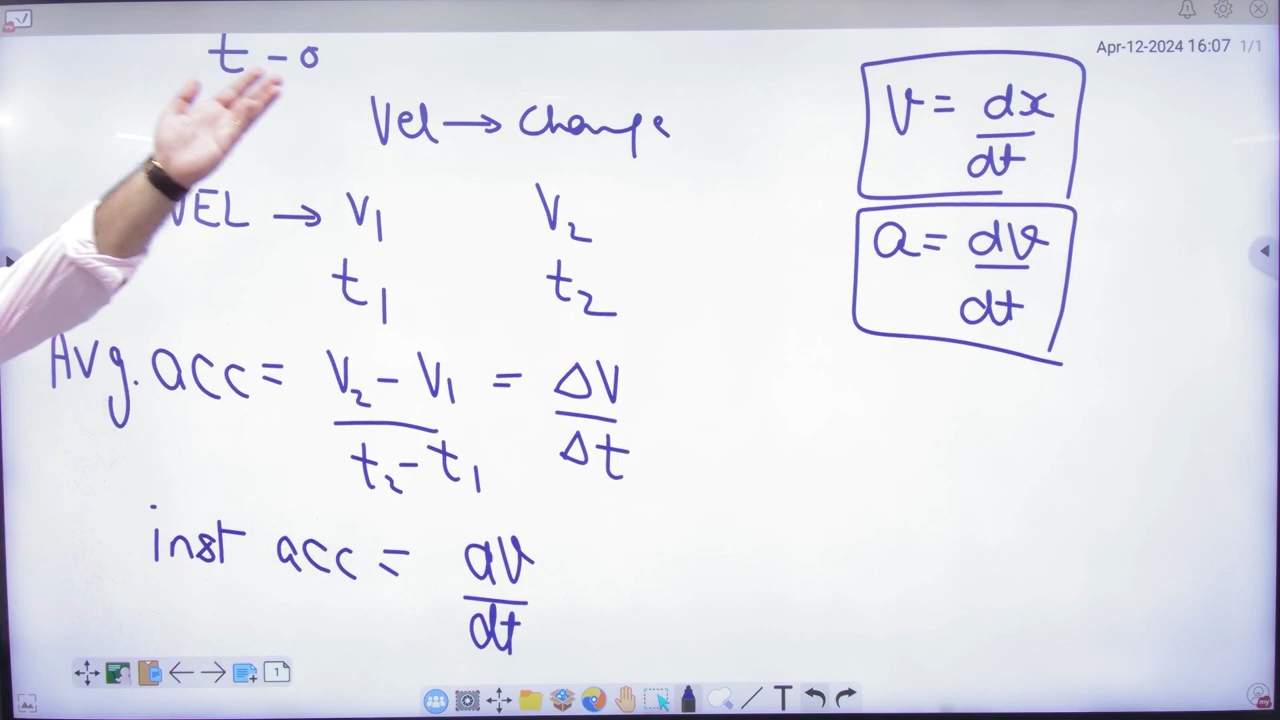 t - 0
Vel → Change
VEL → V₁ V₂
t₁ t₂
Avg. acc = V₂ - V₁ / t₂ - t₁ = ΔV / Δt
inst acc = dv / dt
Apr-12-2024 16:07 1/1
v = dx / dt
a = dv / dt
1
T